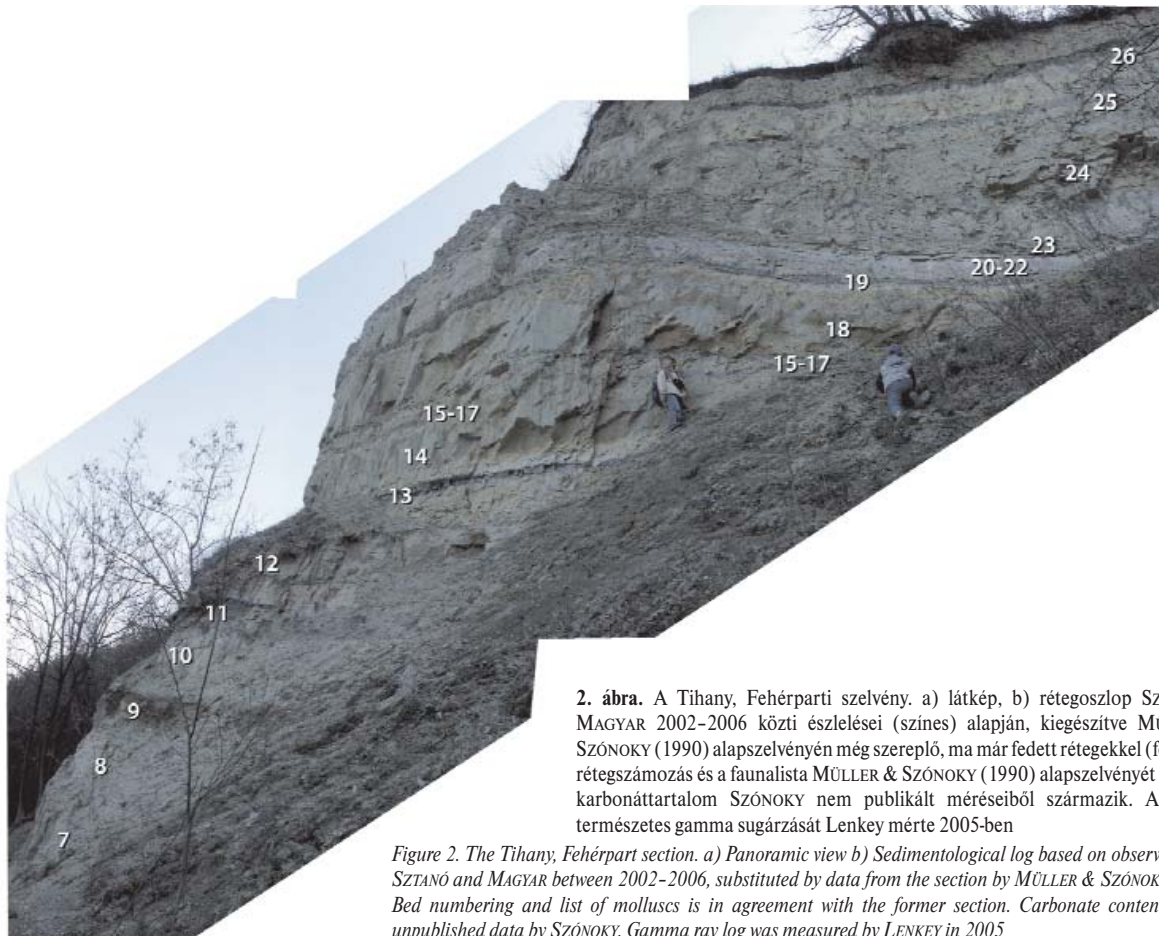 26
25
24
23
20-22
19
18
15-17
15-17
14
13
12
11
10
9
8
7
2. ábra. A Tihany, Fehérparti szelvény. a) látkép, b) rétegoszlop Sz
MAGYAR 2002–2006 közti észlelései (színes) alapján, kiegészítve MÜ
SZÓNOKY (1990) alapszelvényén még szereplő, ma már fedett rétegekkel (fe
rétegszámozás és a faunalista MÜLLER & SZÓNOKY (1990) alapszelvényét
karbonáttartalom SZÓNOKY nem publikált méréseiből származik. A
természetes gamma sugárzását Lenkey mérte 2005-ben
Figure 2. The Tihany, Fehérpart section. a) Panoramic view b) Sedimentological log based on observ
SZTANÓ and MAGYAR between 2002–2006, substituted by data from the section by MÜLLER & SZÓNOK
Bed numbering and list of molluscs is in agreement with the former section. Carbonate conten
unpublished data by SZÓNOKY. Gamma ray log was measured by LENKEY in 2005